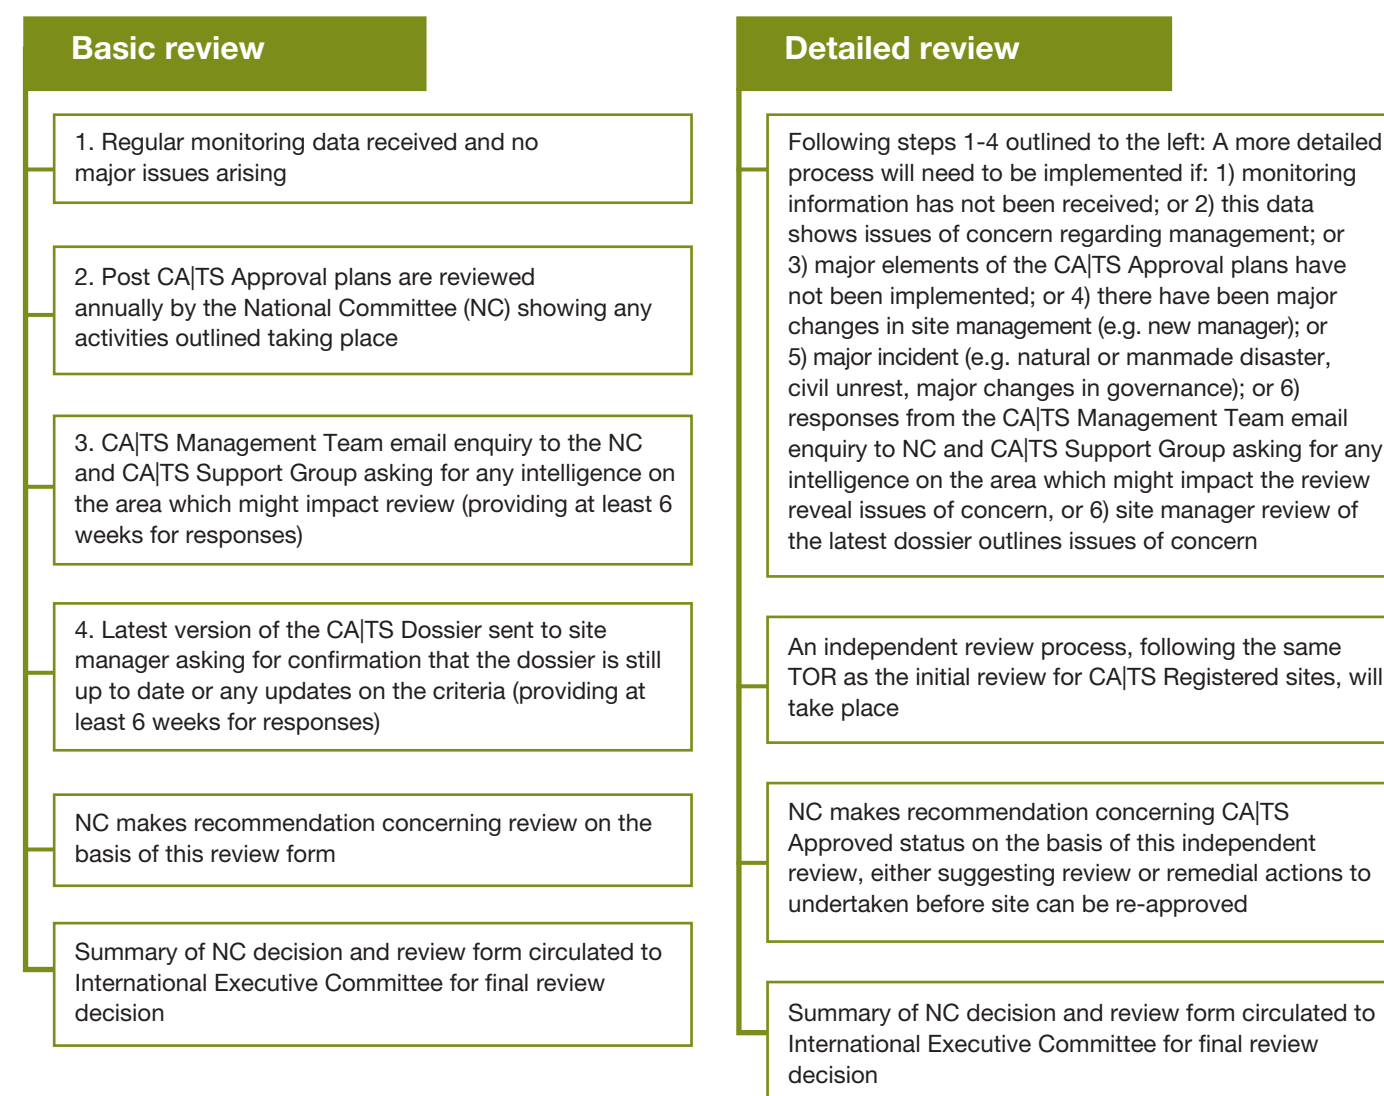 Basic review
1. Regular monitoring data received and no
major issues arising
2. Post CA|TS Approval plans are reviewed
annually by the National Committee (NC) showing any
activities outlined taking place
3. CA|TS Management Team email enquiry to the NC
and CA|TS Support Group asking for any intelligence on
the area which might impact review (providing at least 6
weeks for responses)
4. Latest version of the CA|TS Dossier sent to site
manager asking for confirmation that the dossier is still
up to date or any updates on the criteria (providing at
least 6 weeks for responses)
NC makes recommendation concerning review on the
basis of this review form
Summary of NC decision and review form circulated to
International Executive Committee for final review
decision
Detailed review
Following steps 1-4 outlined to the left: A more detailed
process will need to be implemented if: 1) monitoring
information has not been received; or 2) this data
shows issues of concern regarding management; or
3) major elements of the CA|TS Approval plans have
not been implemented; or 4) there have been major
changes in site management (e.g. new manager); or
5) major incident (e.g. natural or manmade disaster,
civil unrest, major changes in governance); or 6)
responses from the CA|TS Management Team email
enquiry to NC and CA|TS Support Group asking for any
intelligence on the area which might impact the review
reveal issues of concern, or 6) site manager review of
the latest dossier outlines issues of concern
An independent review process, following the same
TOR as the initial review for CA|TS Registered sites, will
take place
NC makes recommendation concerning CA|TS
Approved status on the basis of this independent
review, either suggesting review or remedial actions to
undertaken before site can be re-approved
Summary of NC decision and review form circulated to
International Executive Committee for final review
decision